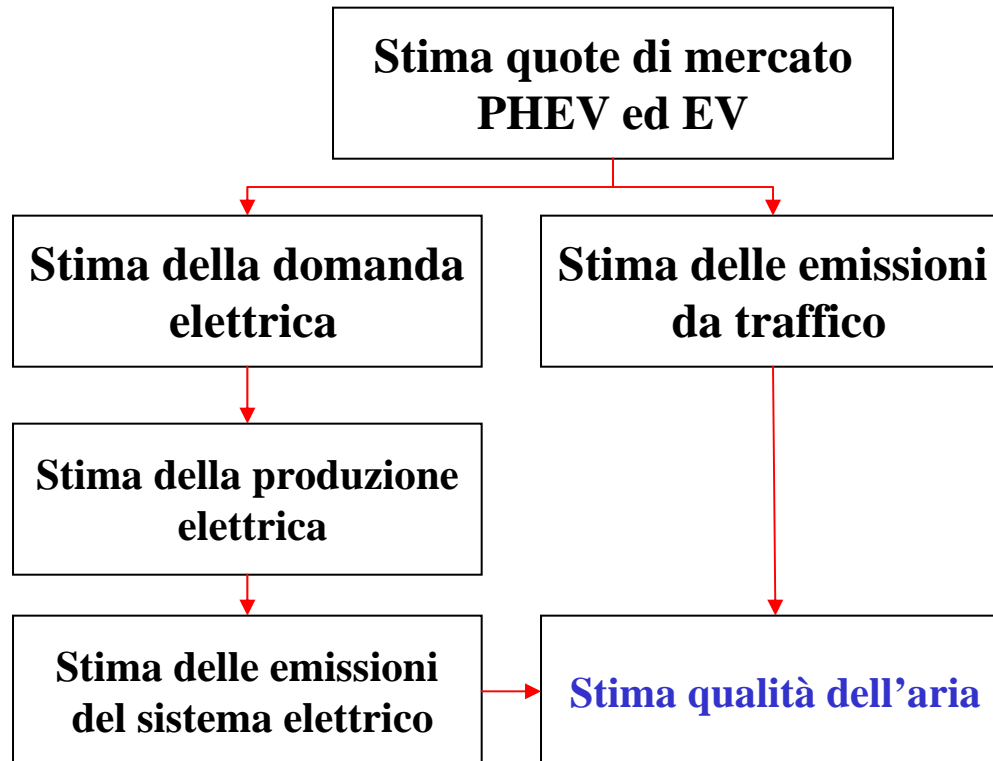 Stima quote di mercato
PHEV ed EV
Stima della domanda
elettrica
Stima delle emissioni
da traffico
Stima della produzione
elettrica
Stima delle emissioni
del sistema elettrico
Stima qualità dell’aria